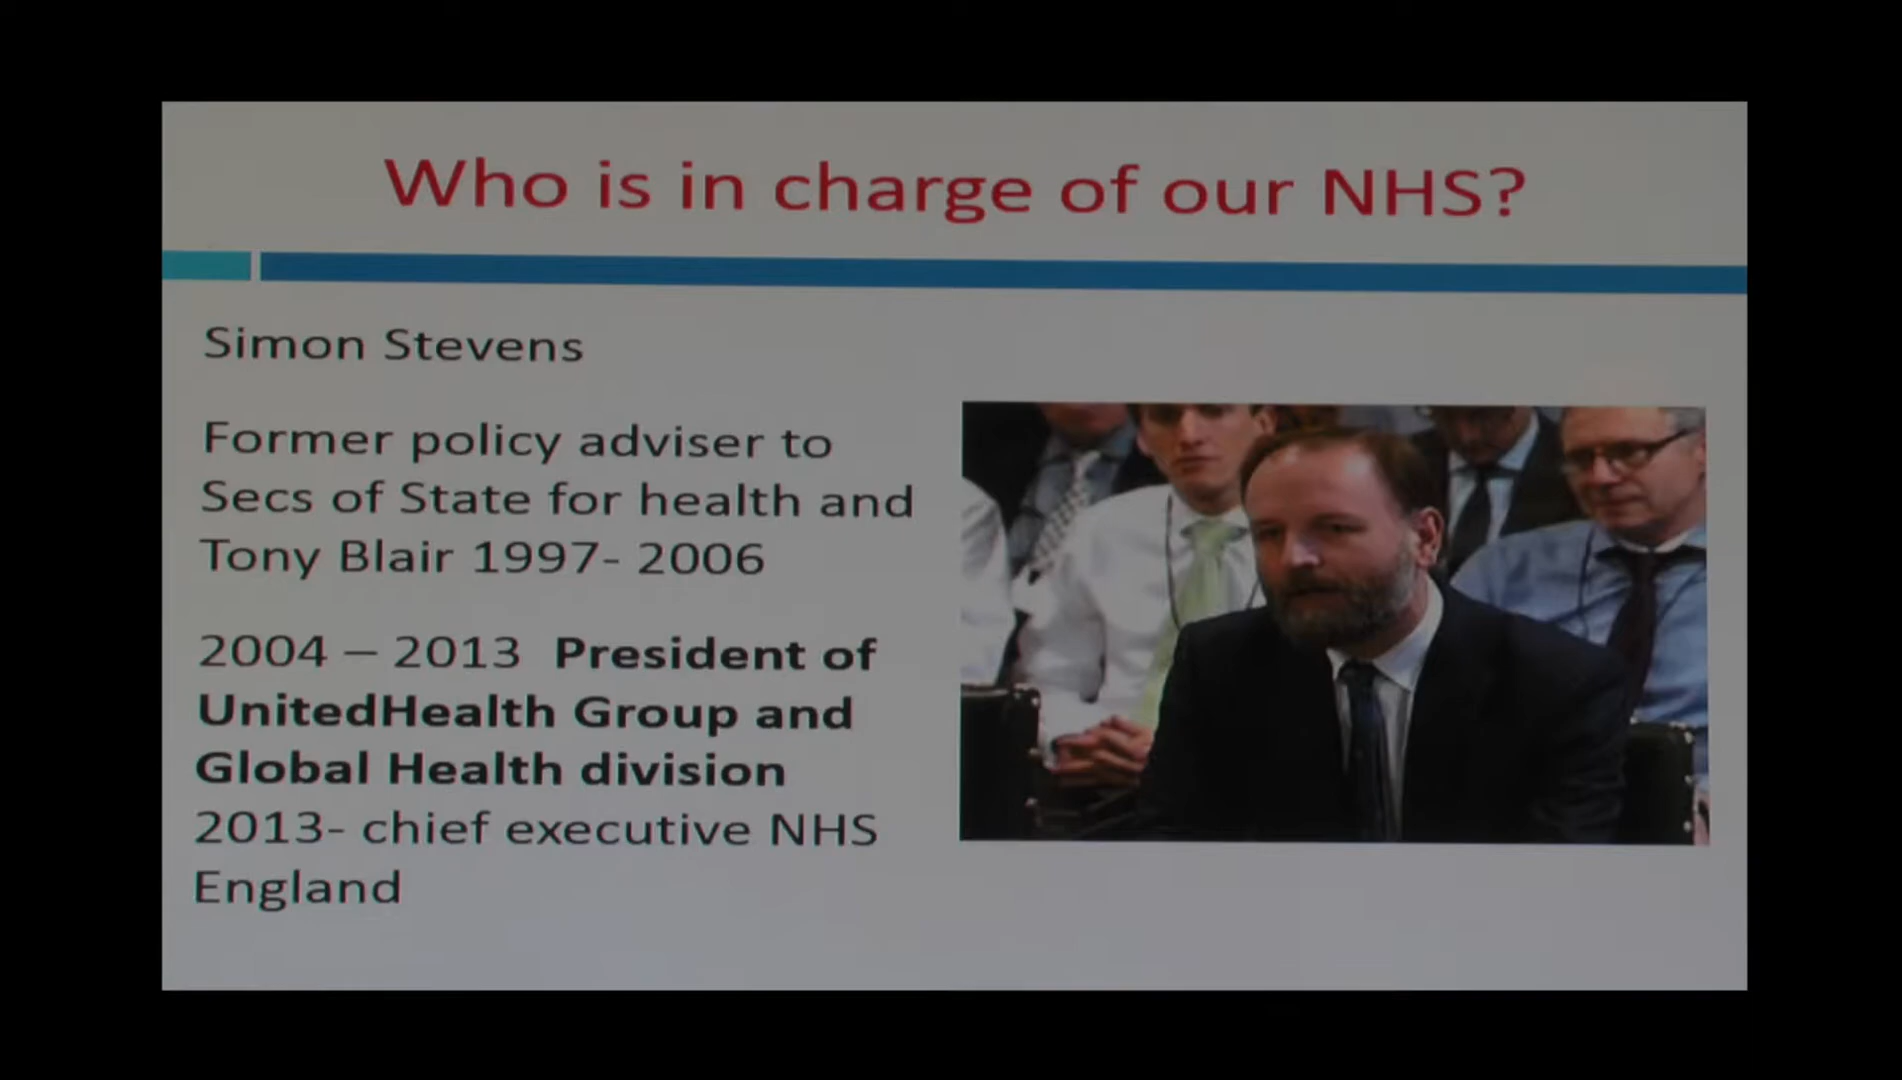 Who is in charge of our NHS?
Simon Stevens
Former policy adviser to
Secs of State for health and
Tony Blair 1997- 2006
2004 – 2013 President of
UnitedHealth Group and
Global Health division
2013- chief executive NHS
England